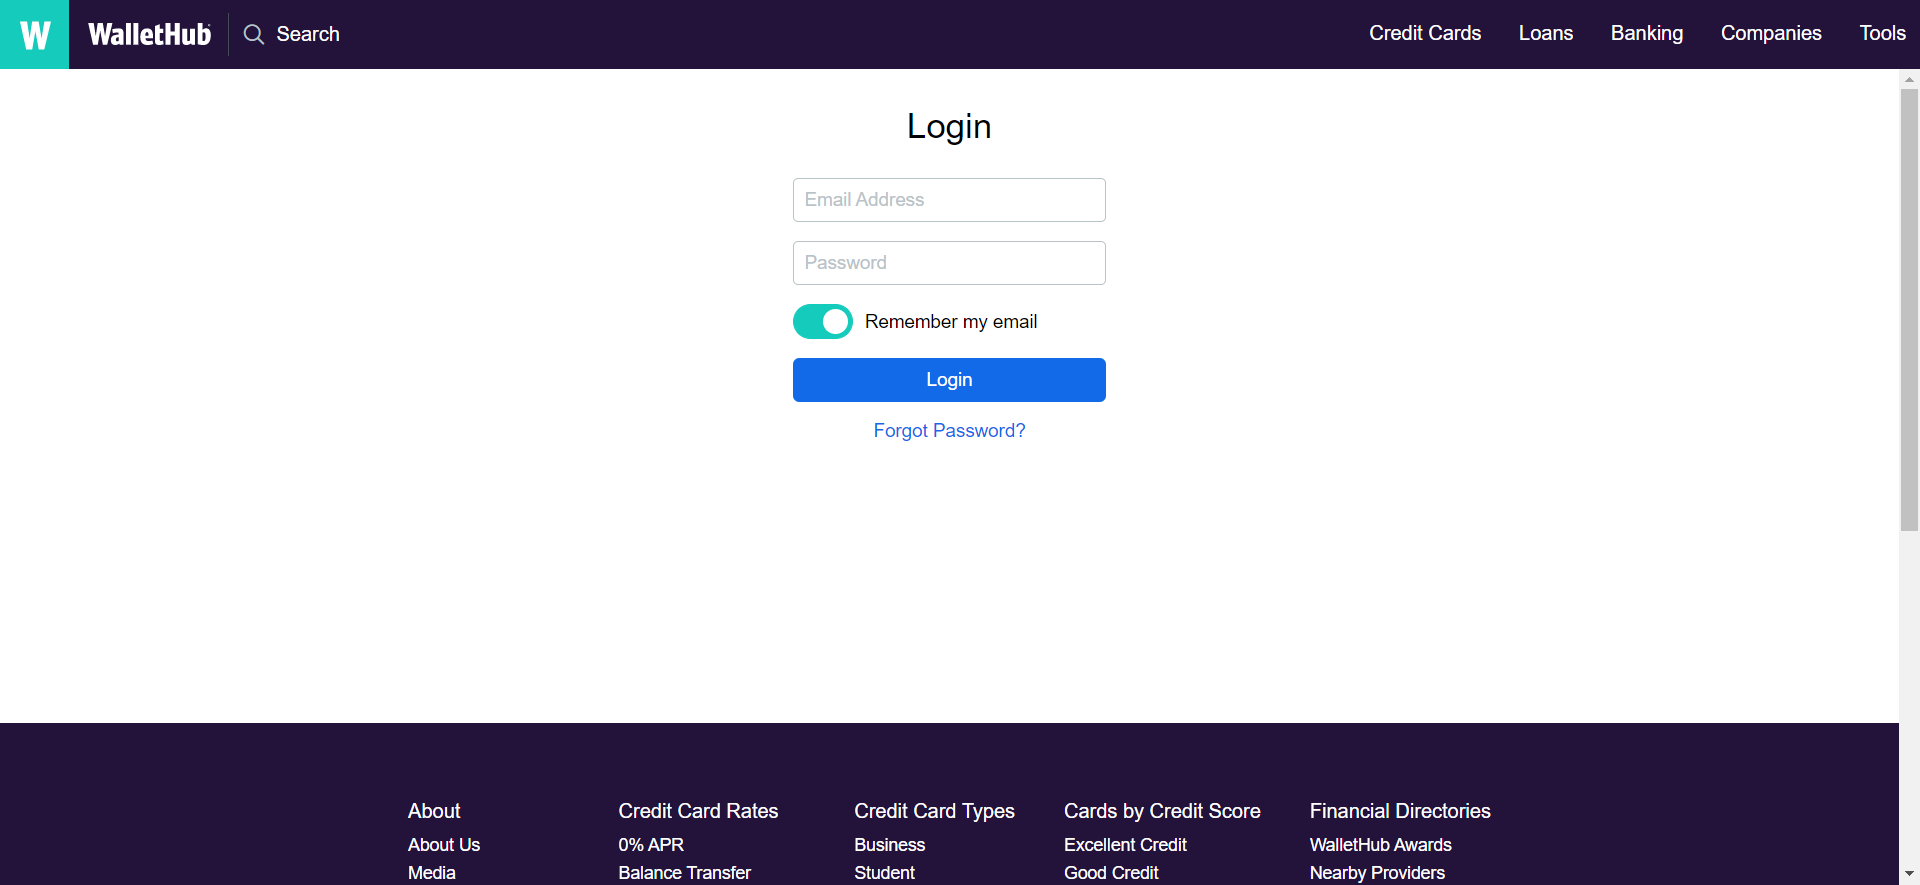 W WalletHub Search Credit Cards Loans Banking Companies Tools
Login
Email Address
Password
Remember my email
Login
Forgot Password?
About Credit Card Rates Credit Card Types Cards by Credit Score Financial Directories
About Us 0% APR Business Excellent Credit WalletHub Awards
Media Balance Transfer Student Good Credit Nearby Providers